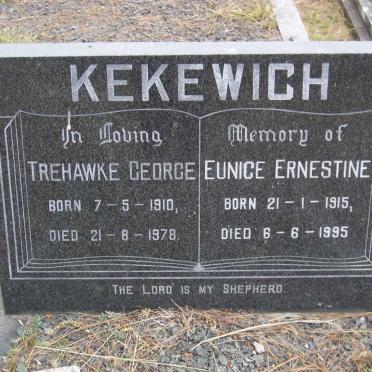 KEKEWICH
In Loving Memory of
TREHAWKE GEORGE
BORN 7-5-1910,
DIED 21-8-1978.
EUNICE ERNESTINE
BORN 21-1-1915,
DIED 6-6-1995
THE LORD IS MY SHEPHERD.